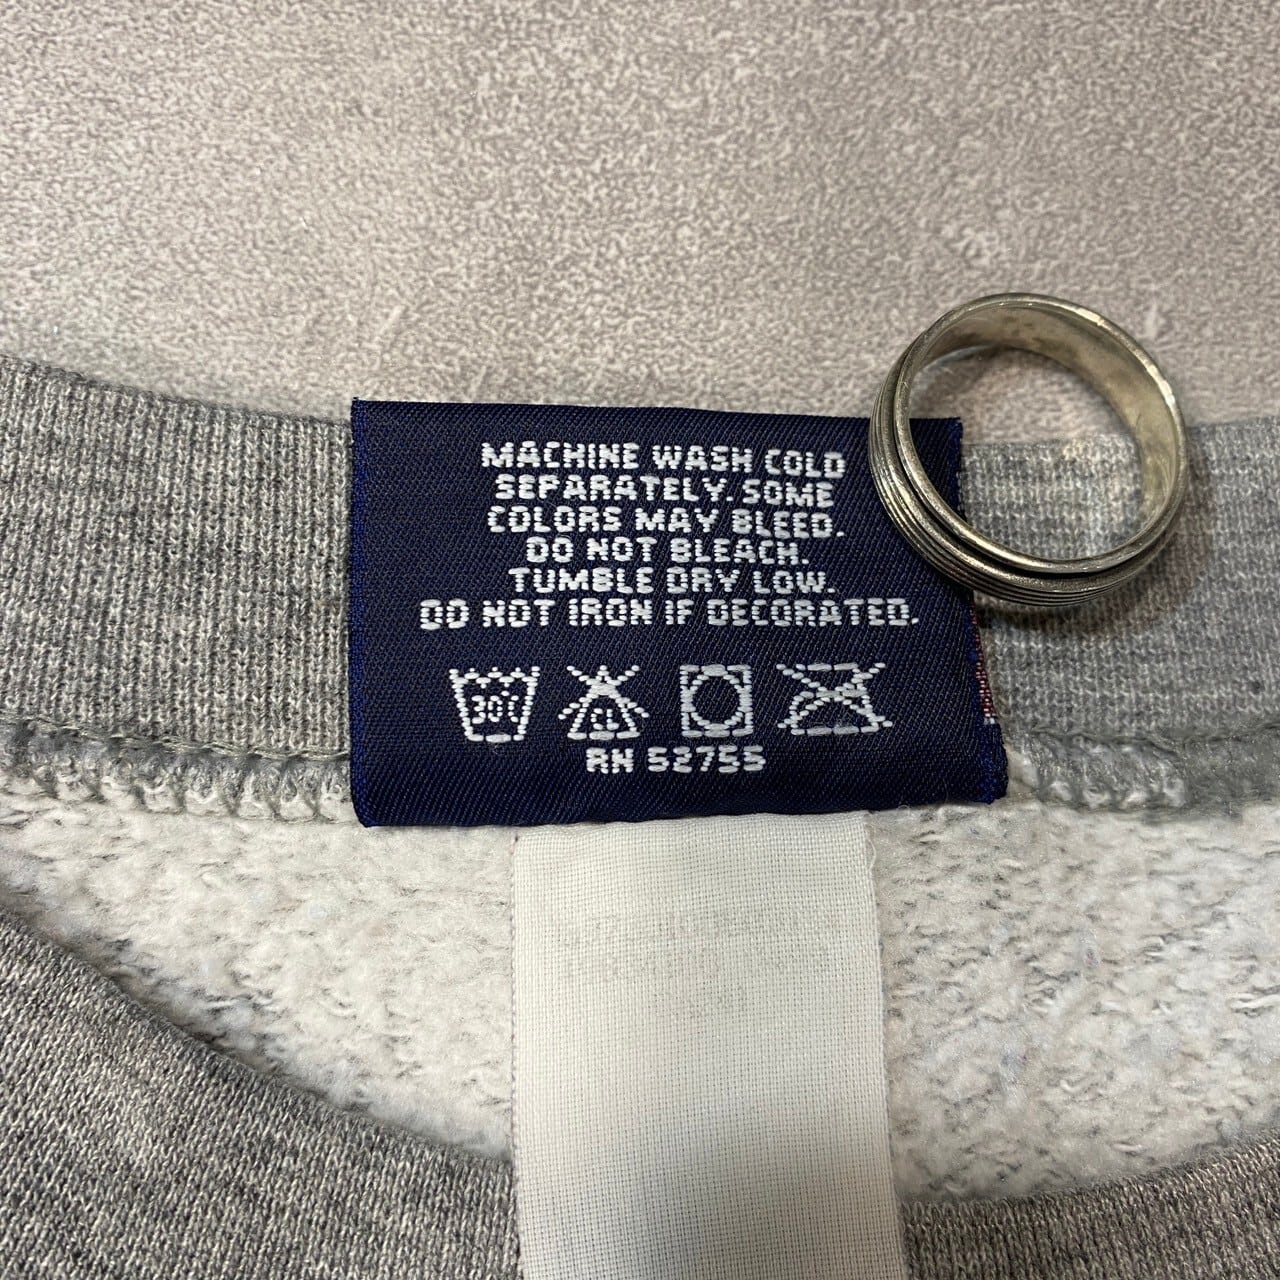 MACHINE WASH COLD
SEPARATELY. SOME
COLORS MAY BLEED.
DO NOT BLEACH.
TUMBLE DRY LOW.
DO NOT IRON IF DECORATED.
30°C CL
RN 52755